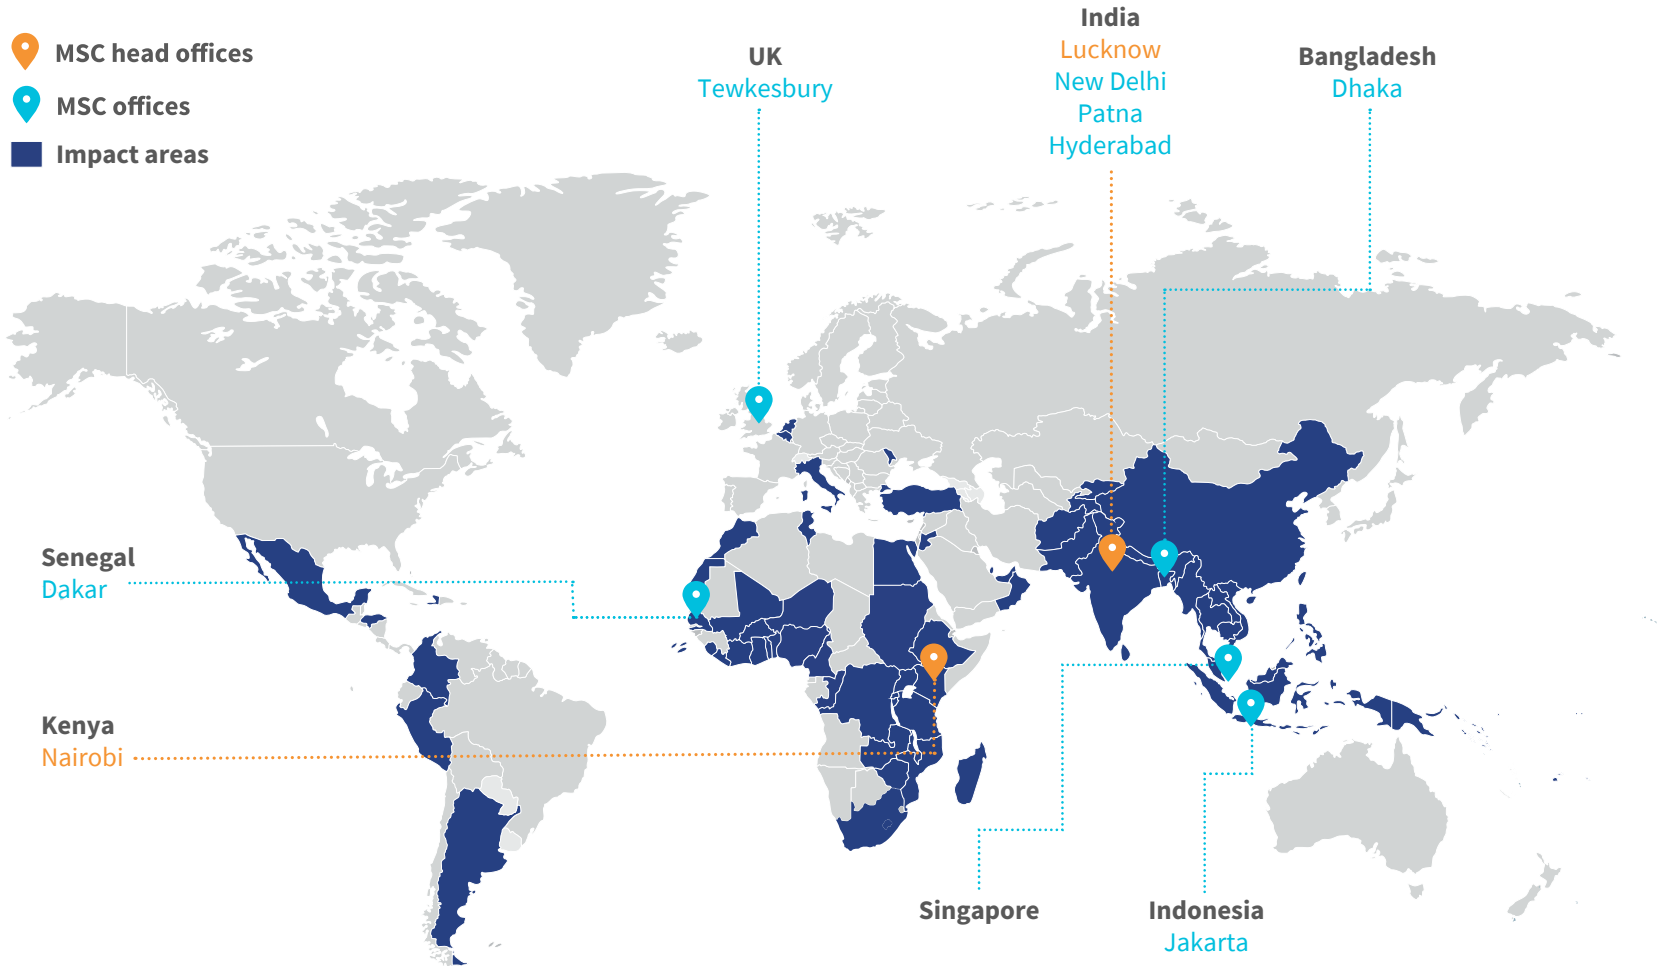 MSC head offices
MSC offices
Impact areas
UK
Tewkesbury
India
Lucknow
New Delhi
Patna
Hyderabad
Bangladesh
Dhaka
Senegal
Dakar
Kenya
Nairobi
Singapore
Indonesia
Jakarta